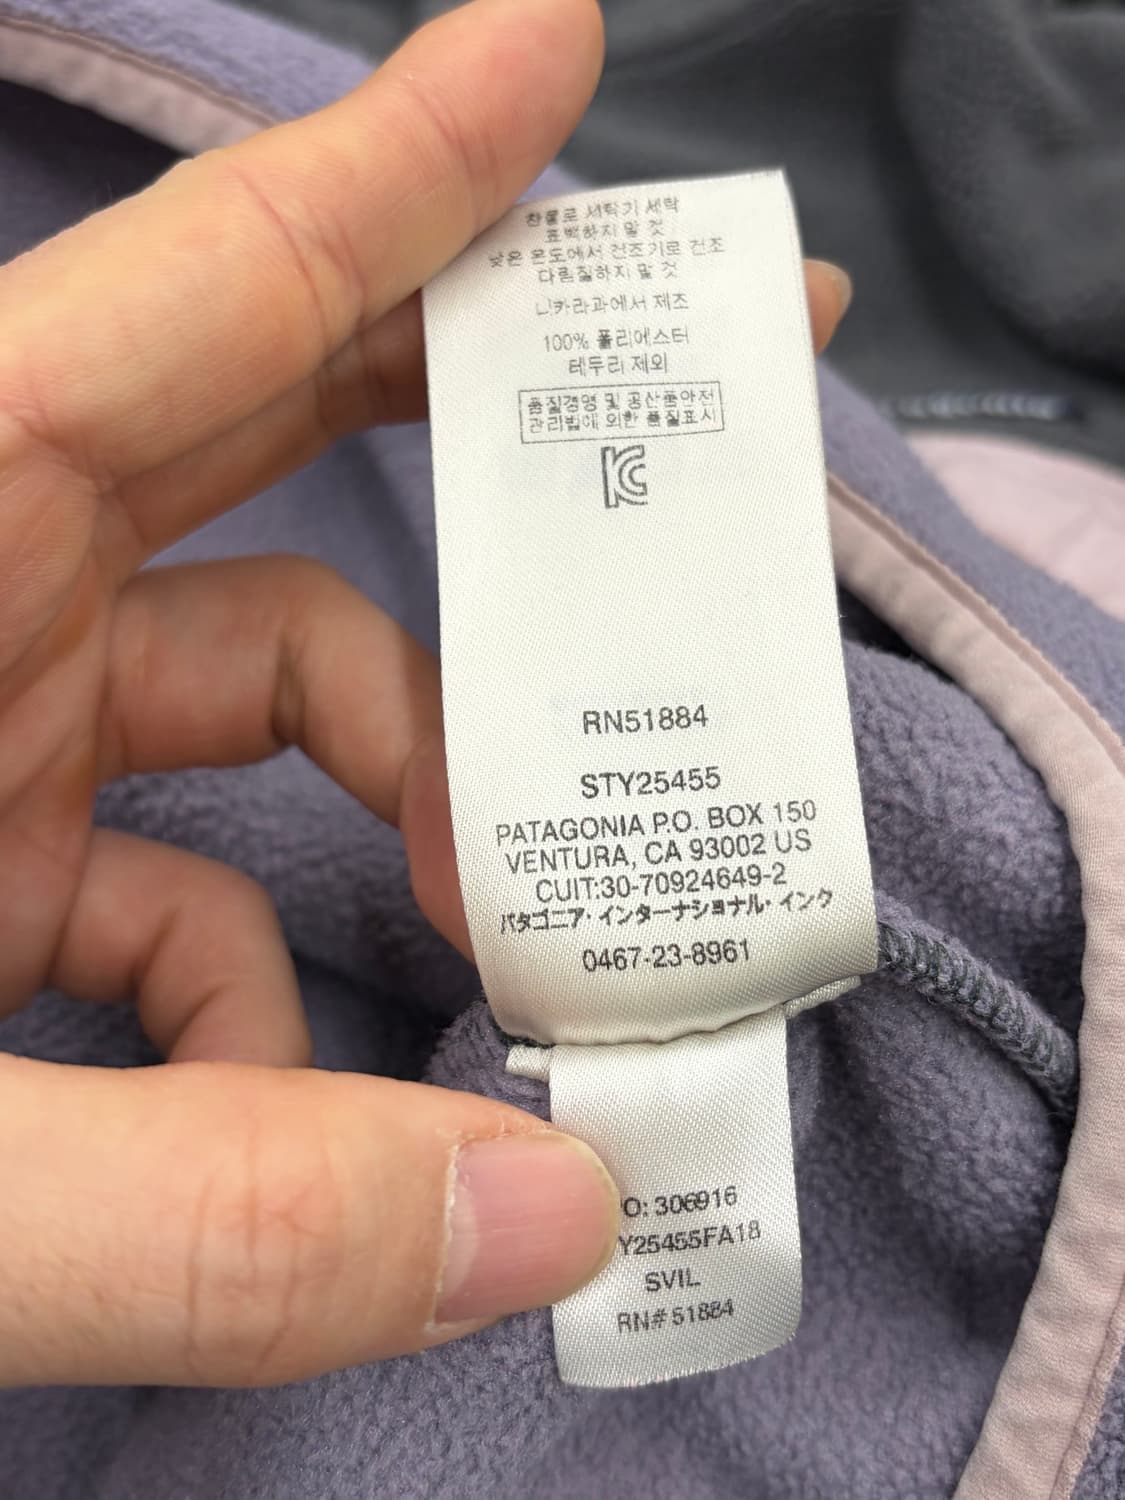 찬물로 세탁기 세탁
표백하지 말 것
낮은 온도에서 건조기로 건조
다림질하지 말 것
니카라과에서 제조
100% 폴리에스터
테두리 제외
품질경영 및 공산품안전
관리법에 의한 품질표시
KC
RN51884
STY25455
PATAGONIA P.O. BOX 150
VENTURA, CA 93002 US
CUIT:30-70924649-2
パタゴニア・インターナショナル・インク
0467-23-8961
O: 306916
Y25455FA18
SVIL
RN# 51884